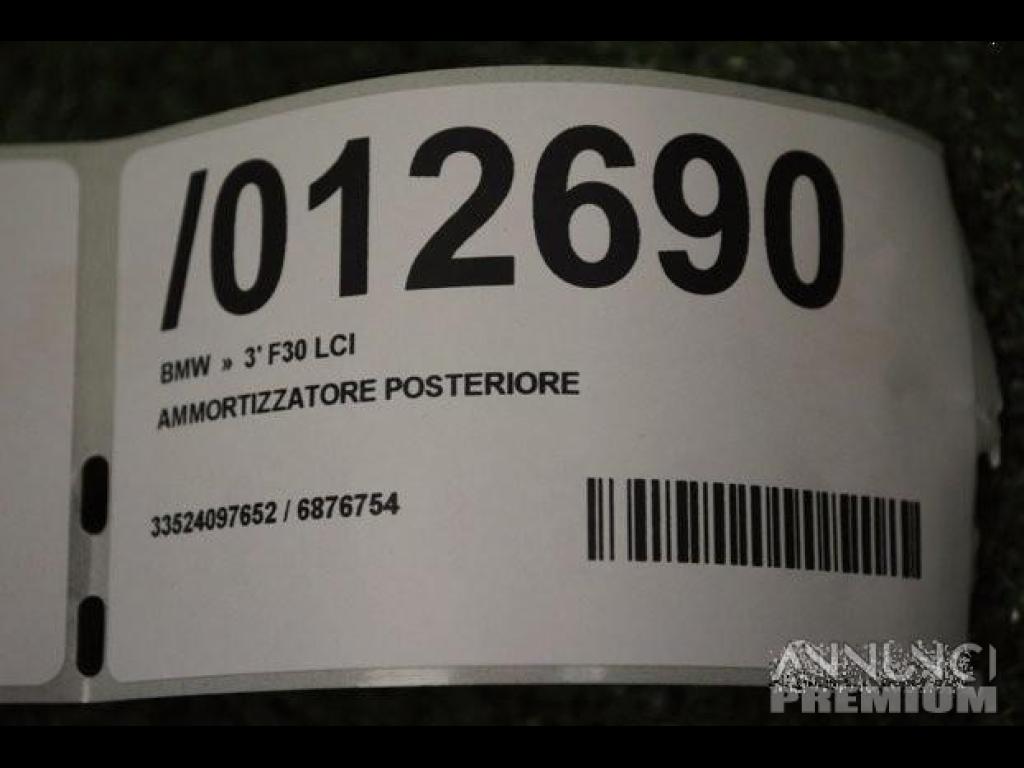 /012690
BMW » 3' F30 LCI
AMMORTIZZATORE POSTERIORE
33524097652 / 6876754
ANNUNCI
PREMIUM